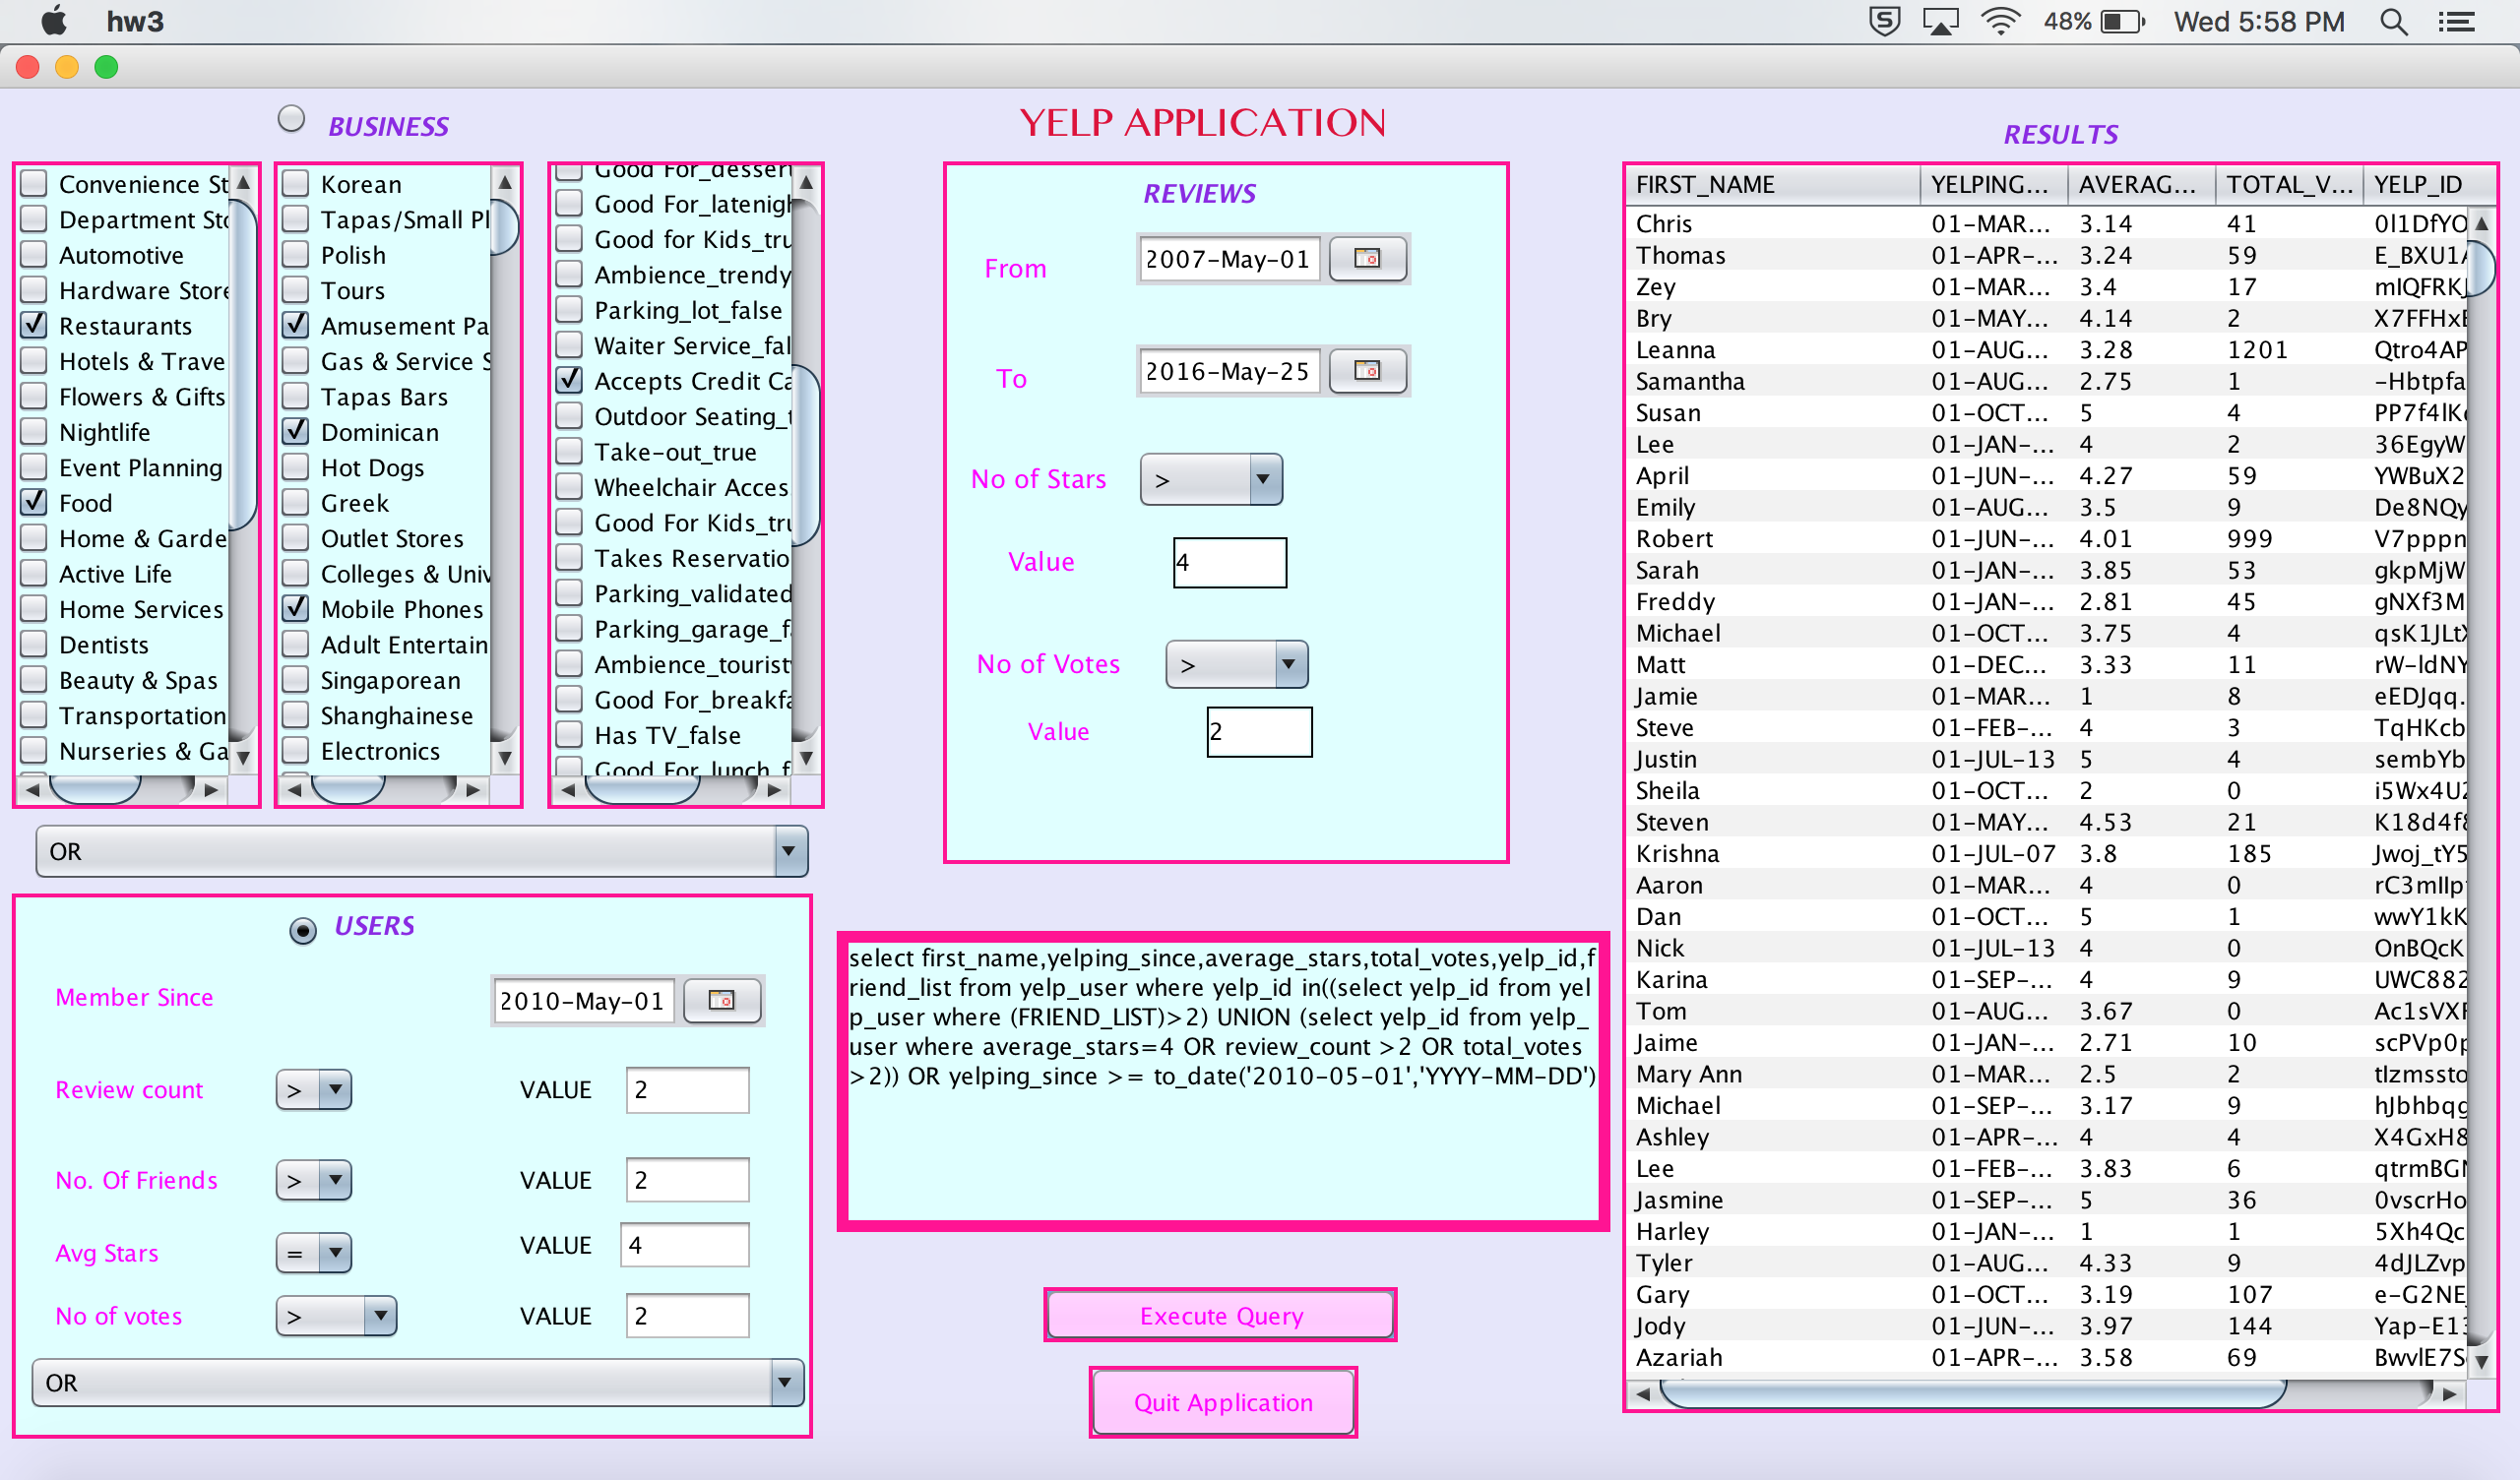 hw3
48%
Wed 5:58 PM
BUSINESS
YELP APPLICATION
RESULTS
Convenience St
Department Sto
Automotive
Hardware Store
Restaurants
Hotels & Trave
Flowers & Gifts
Nightlife
Event Planning
Food
Home & Garde
Active Life
Home Services
Dentists
Beauty & Spas
Transportation
Nurseries & Ga
Korean
Tapas/Small Pl
Polish
Tours
Amusement Pa
Gas & Service S
Tapas Bars
Dominican
Hot Dogs
Greek
Outlet Stores
Colleges & Univ
Mobile Phones
Adult Entertain
Singaporean
Shanghainese
Electronics
Good For_dessert
Good For_latenigh
Good for Kids_tru
Ambience_trendy
Parking_lot_false
Waiter Service_fal
Accepts Credit Ca
Outdoor Seating_t
Take-out_true
Wheelchair Acces
Good For Kids_tru
Takes Reservatio
Parking_validated
Parking_garage_fa
Ambience_touristy
Good For_breakfa
Has TV_false
Good For_lunch_f
OR
REVIEWS
From 2007-May-01
To 2016-May-25
No of Stars >
Value 4
No of Votes >
Value 2
USERS
Member Since 2010-May-01
Review count > VALUE 2
No. Of Friends > VALUE 2
Avg Stars = VALUE 4
No of votes > VALUE 2
OR
select first_name,yelping_since,average_stars,total_votes,yelp_id,f
riend_list from yelp_user where yelp_id in((select yelp_id from yel
p_user where (FRIEND_LIST)>2) UNION (select yelp_id from yelp_
user where average_stars=4 OR review_count >2 OR total_votes
>2)) OR yelping_since >= to_date('2010-05-01','YYYY-MM-DD')
Execute Query
Quit Application
FIRST_NAME YELPING... AVERAG... TOTAL_V... YELP_ID
Chris 01-MAR... 3.14 41 0l1DfYO
Thomas 01-APR-... 3.24 59 E_BXU1A
Zey 01-MAR... 3.4 17 mIQFRKJ
Bry 01-MAY... 4.14 2 X7FFHxB
Leanna 01-AUG... 3.28 1201 Qtro4AP
Samantha 01-AUG... 2.75 1 -Hbtpfa
Susan 01-OCT... 5 4 PP7f4lK
Lee 01-JAN-... 4 2 36EgyW
April 01-JUN-... 4.27 59 YWBuX2
Emily 01-AUG... 3.5 9 De8NQy
Robert 01-JUN-... 4.01 999 V7pppn
Sarah 01-JAN-... 3.85 53 gkpMjW
Freddy 01-JAN-... 2.81 45 gNXf3M
Michael 01-OCT... 3.75 4 qsK1JLtX
Matt 01-DEC... 3.33 11 rW-ldNY
Jamie 01-MAR... 1 8 eEDJqq.
Steve 01-FEB-... 4 3 TqHKcb
Justin 01-JUL-13 5 4 sembYb
Sheila 01-OCT... 2 0 i5Wx4U2
Steven 01-MAY... 4.53 21 K18d4f8
Krishna 01-JUL-07 3.8 185 Jwoj_tY5
Aaron 01-MAR... 4 0 rC3mIIp
Dan 01-OCT... 5 1 wwY1kK
Nick 01-JUL-13 4 0 OnBQcK
Karina 01-SEP-... 4 9 UWC882
Tom 01-AUG... 3.67 0 Ac1sVXF
Jaime 01-JAN-... 2.71 10 scPVp0p
Mary Ann 01-MAR... 2.5 2 tIzmssto
Michael 01-SEP-... 3.17 9 hJbhbqg
Ashley 01-APR-... 4 4 X4GxH8
Lee 01-FEB-... 3.83 6 qtrmBGN
Jasmine 01-SEP-... 5 36 0vscrHo
Harley 01-JAN-... 1 1 5Xh4Qc
Tyler 01-AUG... 4.33 9 4dJLZvp
Gary 01-OCT... 3.19 107 e-G2NE
Jody 01-JUN-... 3.97 144 Yap-E13
Azariah 01-APR-... 3.58 69 BwvlE7S